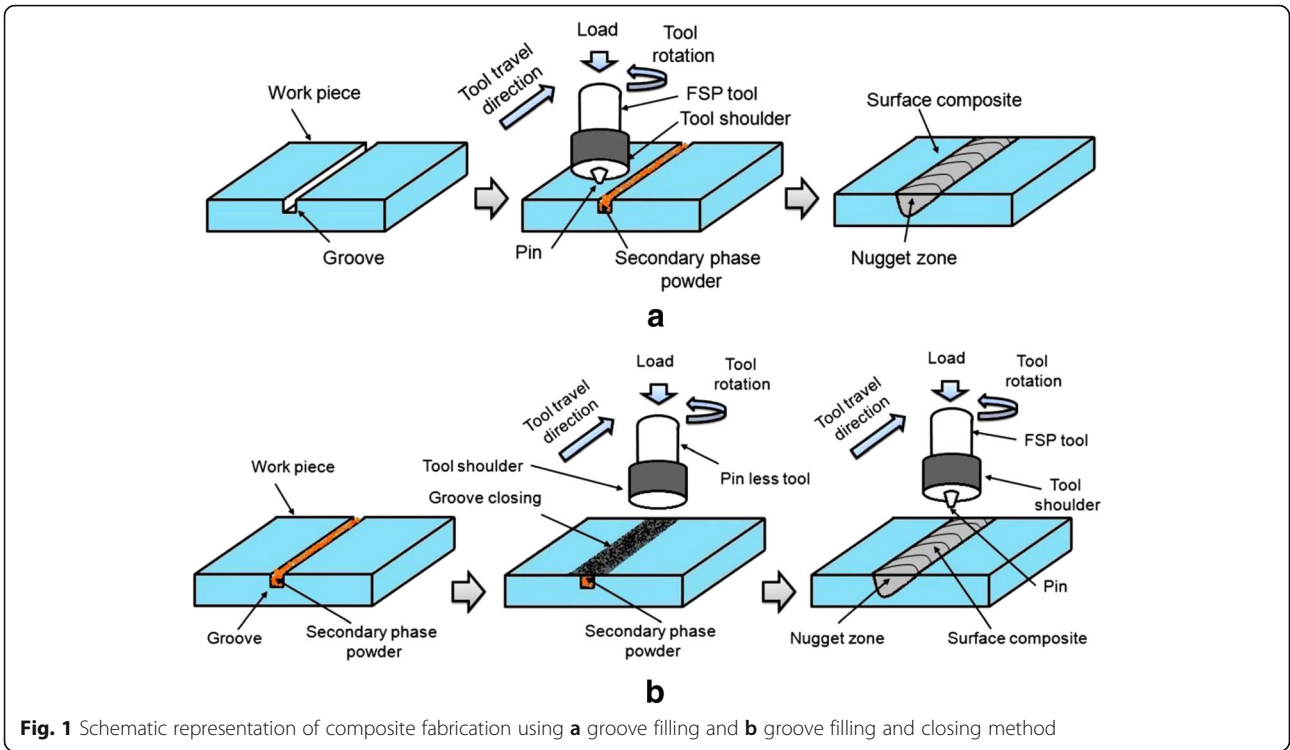 Load
Tool
rotation
Tool travel
direction
Work piece
FSP tool
Tool shoulder
Surface composite
Groove
Pin
Secondary phase
powder
Nugget zone
a
Load
Tool
rotation
Tool travel
direction
Tool shoulder
Pin less tool
Work piece
Groove closing
Groove
Secondary phase
powder
Secondary phase
powder
Load
Tool
rotation
Tool travel
direction
FSP tool
Tool
shoulder
Pin
Nugget zone
Surface composite
b
Fig. 1 Schematic representation of composite fabrication using a groove filling and b groove filling and closing method